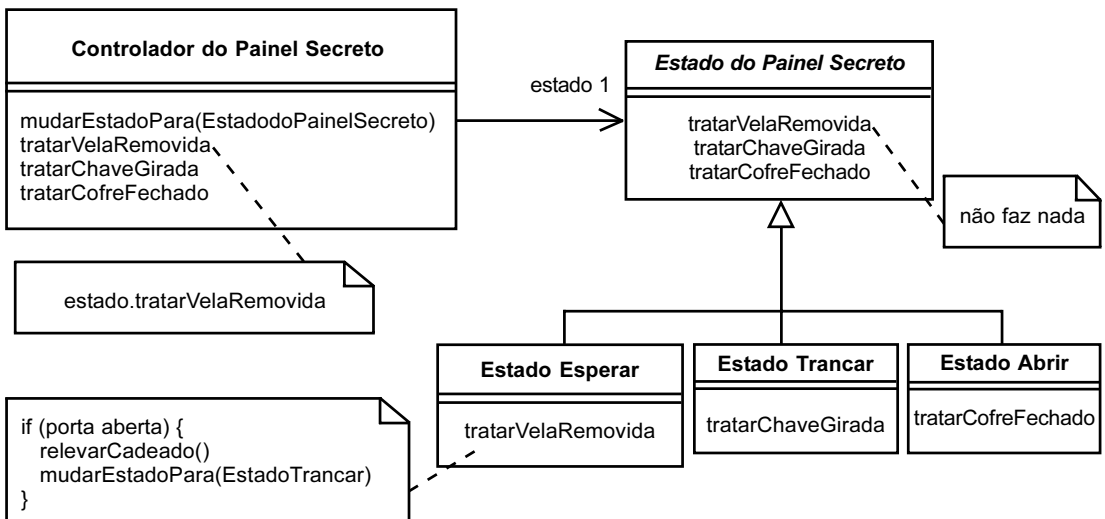 Controlador do Painel Secreto
mudarEstadoPara(EstadodoPainelSecreto)
tratarVelaRemovida
tratarChaveGirada
tratarCofreFechado
estado 1
Estado do Painel Secreto
tratarVelaRemovida
tratarChaveGirada
tratarCofreFechado
não faz nada
estado.tratarVelaRemovida
Estado Esperar
tratarVelaRemovida
Estado Trancar
tratarChaveGirada
Estado Abrir
tratarCofreFechado
if (porta aberta) {
relevarCadeado()
mudarEstadoPara(EstadoTrancar)
}